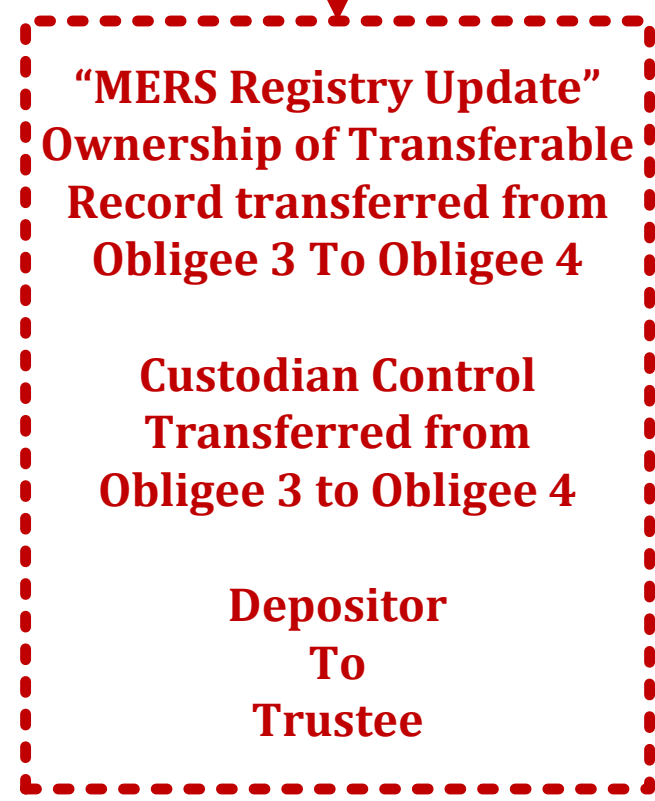 “MERS Registry Update”
Ownership of Transferable
Record transferred from
Obligee 3 To Obligee 4
Custodian Control
Transferred from
Obligee 3 to Obligee 4
Depositor
To
Trustee